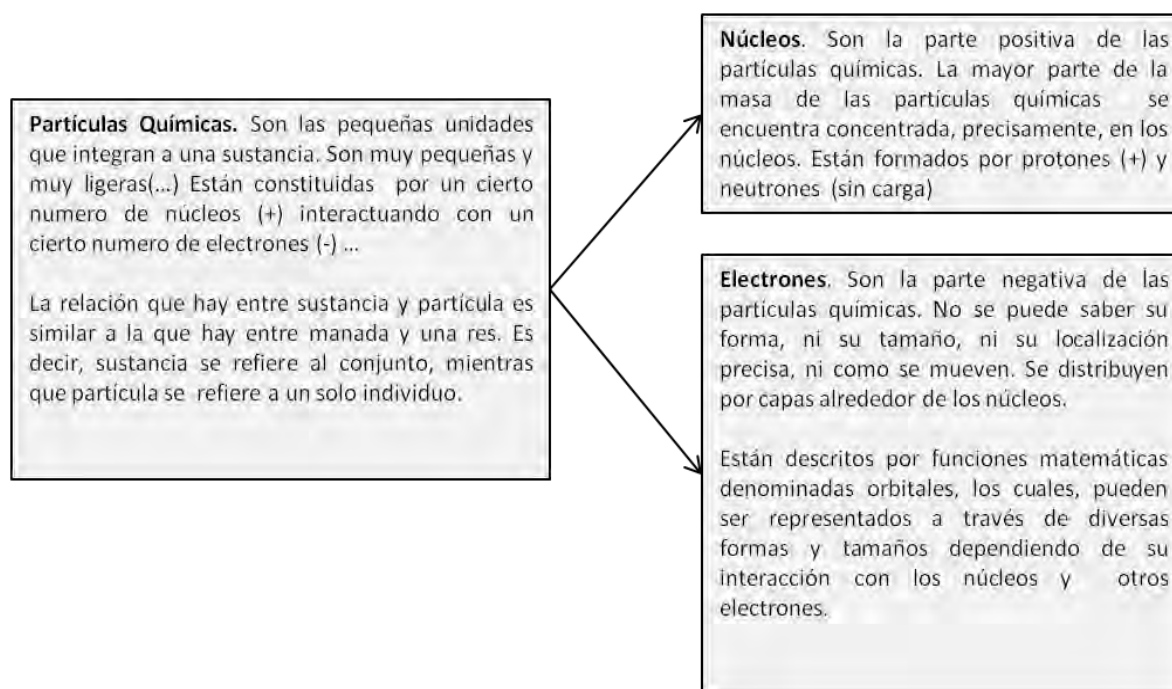 Partículas Químicas. Son las pequeñas unidades
que integran a una sustancia. Son muy pequeñas y
muy ligeras(...) Están constituidas por un cierto
numero de núcleos (+) interactuando con un
cierto numero de electrones (-) ...
La relación que hay entre sustancia y partícula es
similar a la que hay entre manada y una res. Es
decir, sustancia se refiere al conjunto, mientras
que partícula se refiere a un solo individuo.
Núcleos. Son la parte positiva de las
partículas químicas. La mayor parte de la
masa de las partículas químicas se
encuentra concentrada, precisamente, en los
núcleos. Están formados por protones (+) y
neutrones (sin carga)
Electrones. Son la parte negativa de las
partículas químicas. No se puede saber su
forma, ni su tamaño, ni su localización
precisa, ni como se mueven. Se distribuyen
por capas alrededor de los núcleos.
Están descritos por funciones matemáticas
denominadas orbitales, los cuales, pueden
ser representados a través de diversas
formas y tamaños dependiendo de su
interacción con los núcleos y otros
electrones.